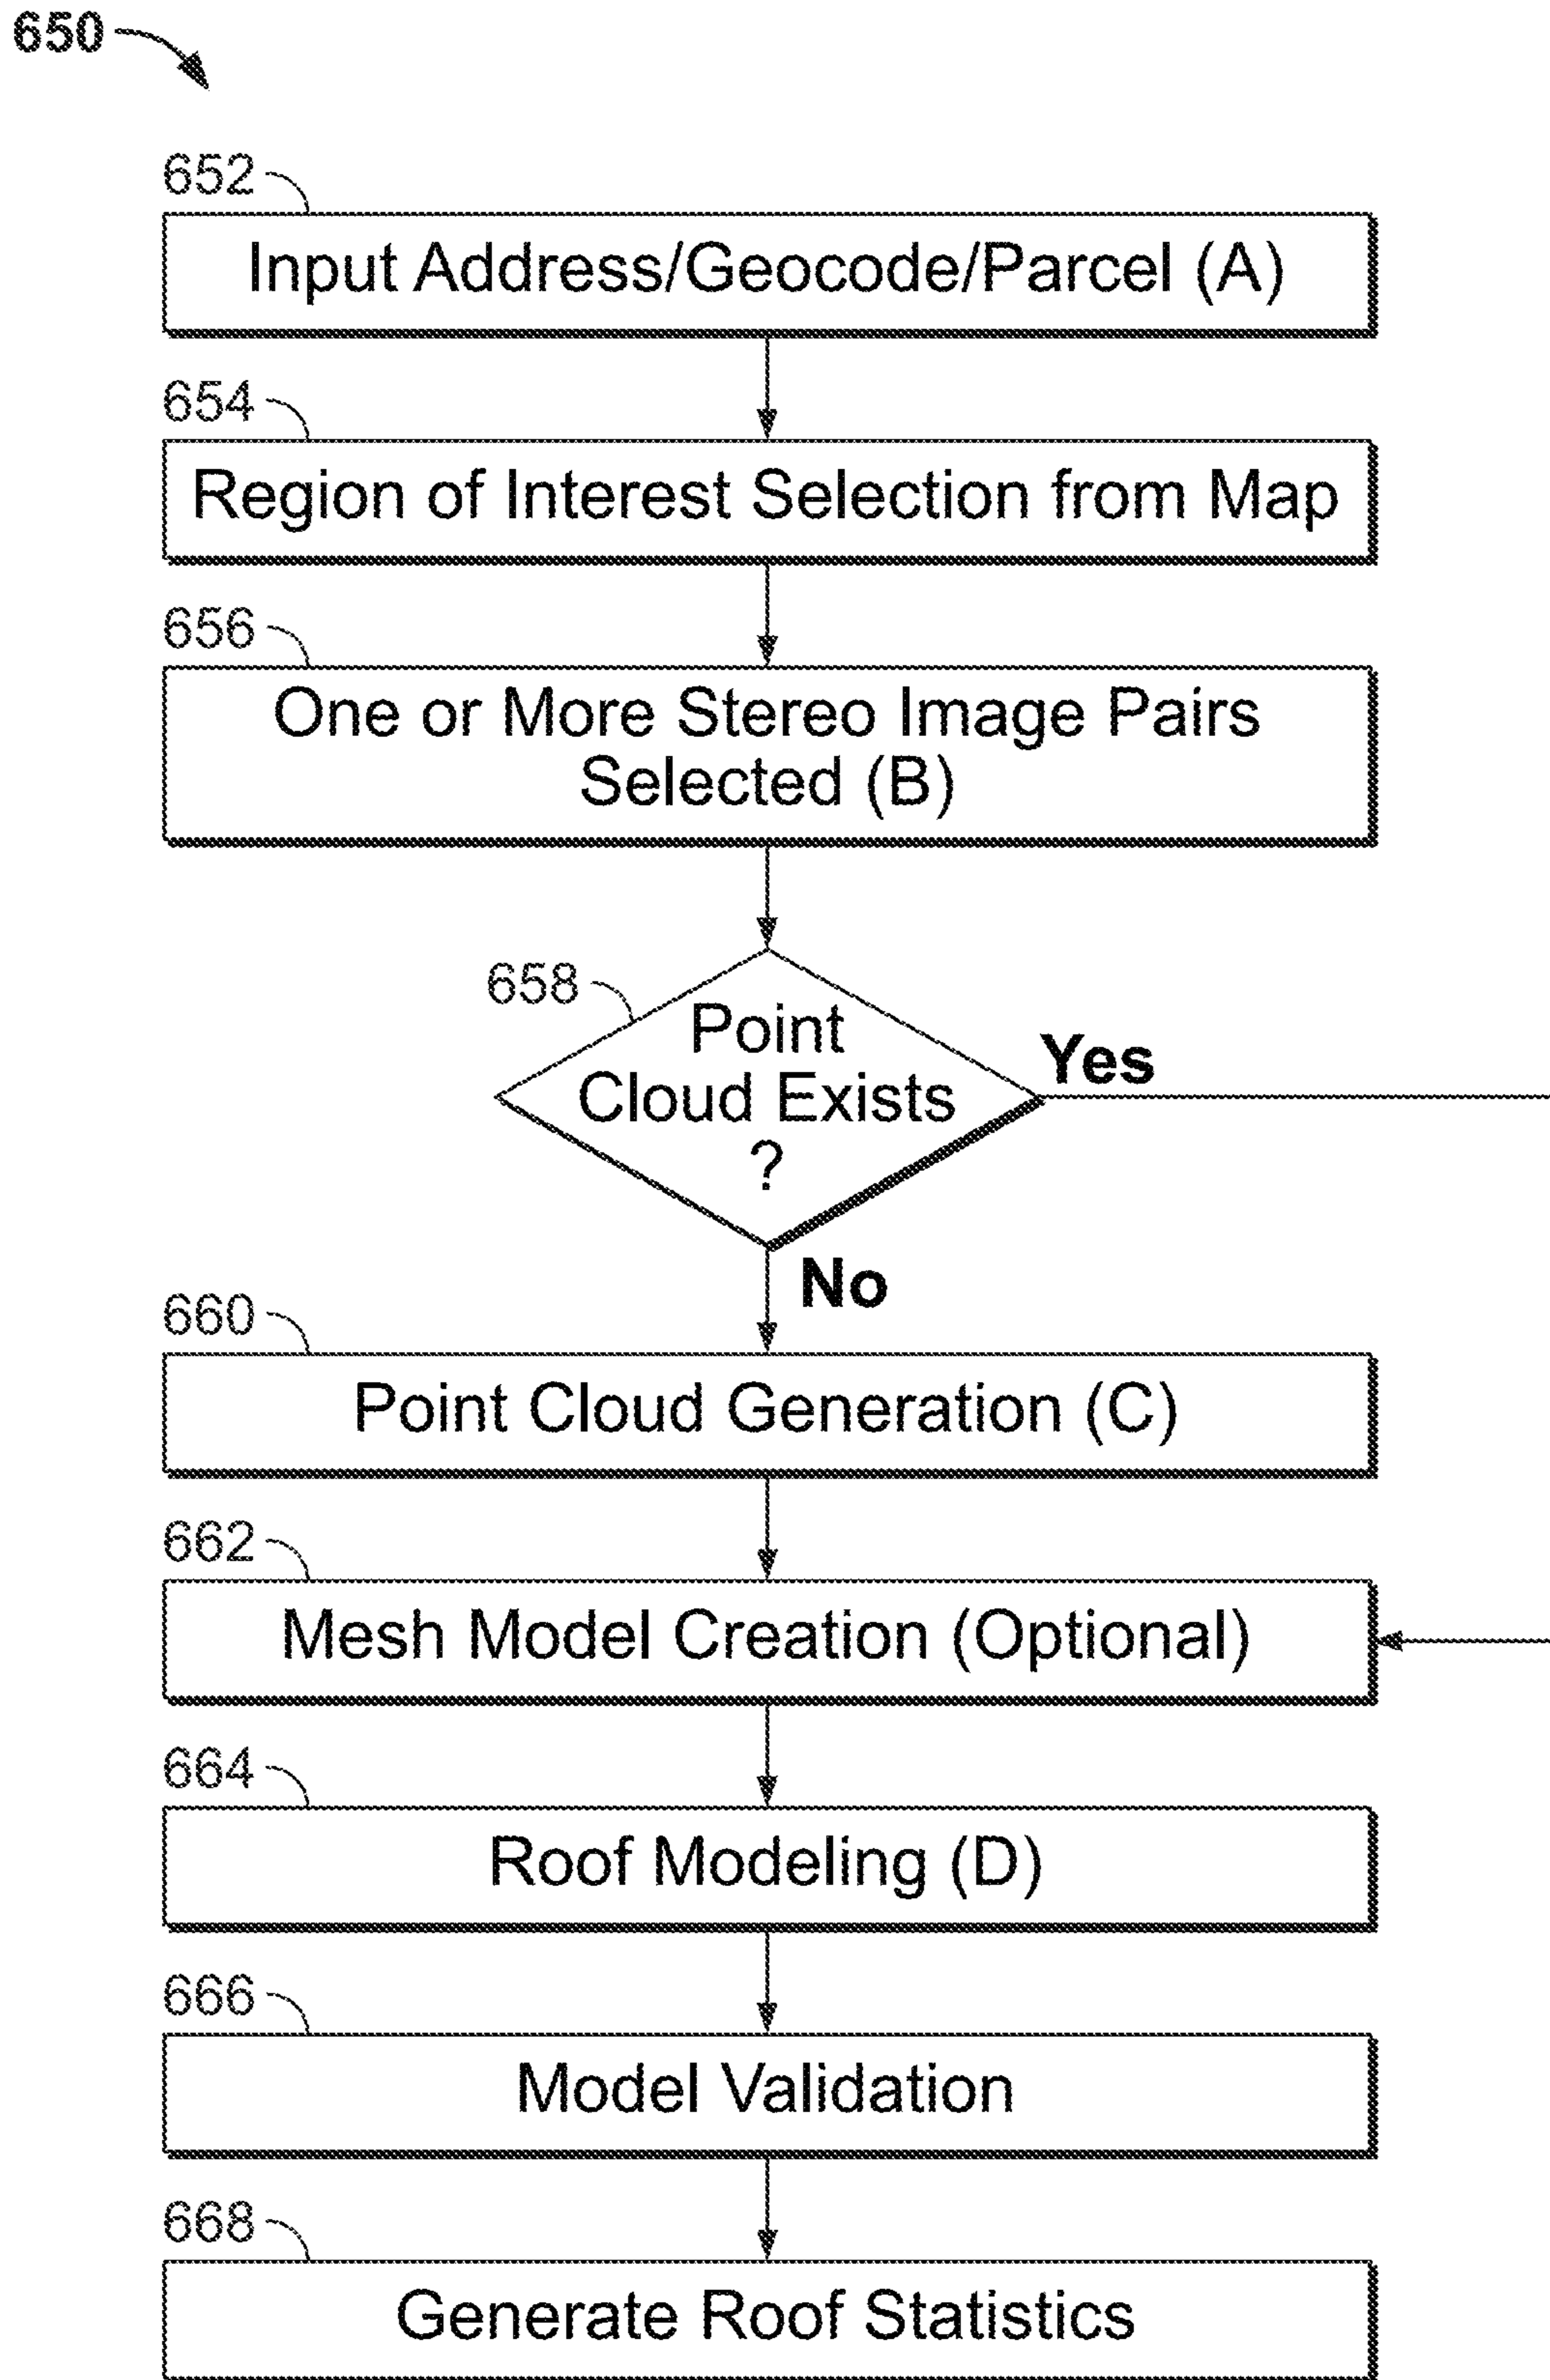 650
652
Input Address/Geocode/Parcel (A)
654
Region of Interest Selection from Map
656
One or More Stereo Image Pairs
Selected (B)
658
Point
Cloud Exists
?
Yes
No
660
Point Cloud Generation (C)
662
Mesh Model Creation (Optional)
664
Roof Modeling (D)
666
Model Validation
668
Generate Roof Statistics